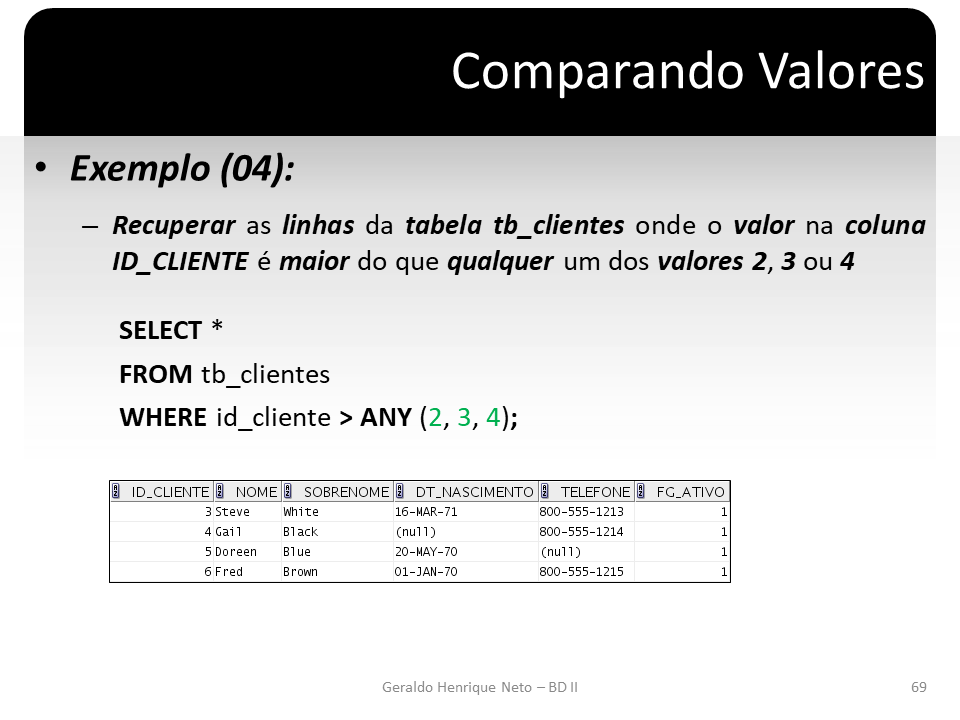 Comparando Valores
• Exemplo (04):
– Recuperar as linhas da tabela tb_clientes onde o valor na coluna
ID_CLIENTE é maior do que qualquer um dos valores 2, 3 ou 4
SELECT *
FROM tb_clientes
WHERE id_cliente > ANY (2, 3, 4);
ID_CLIENTE NOME SOBRENOME DT_NASCIMENTO TELEFONE FG_ATIVO
3 Steve White 16-MAR-71 800-555-1213 1
4 Gail Black (null) 800-555-1214 1
5 Doreen Blue 20-MAY-70 (null) 1
6 Fred Brown 01-JAN-70 800-555-1215 1
Geraldo Henrique Neto – BD II 69